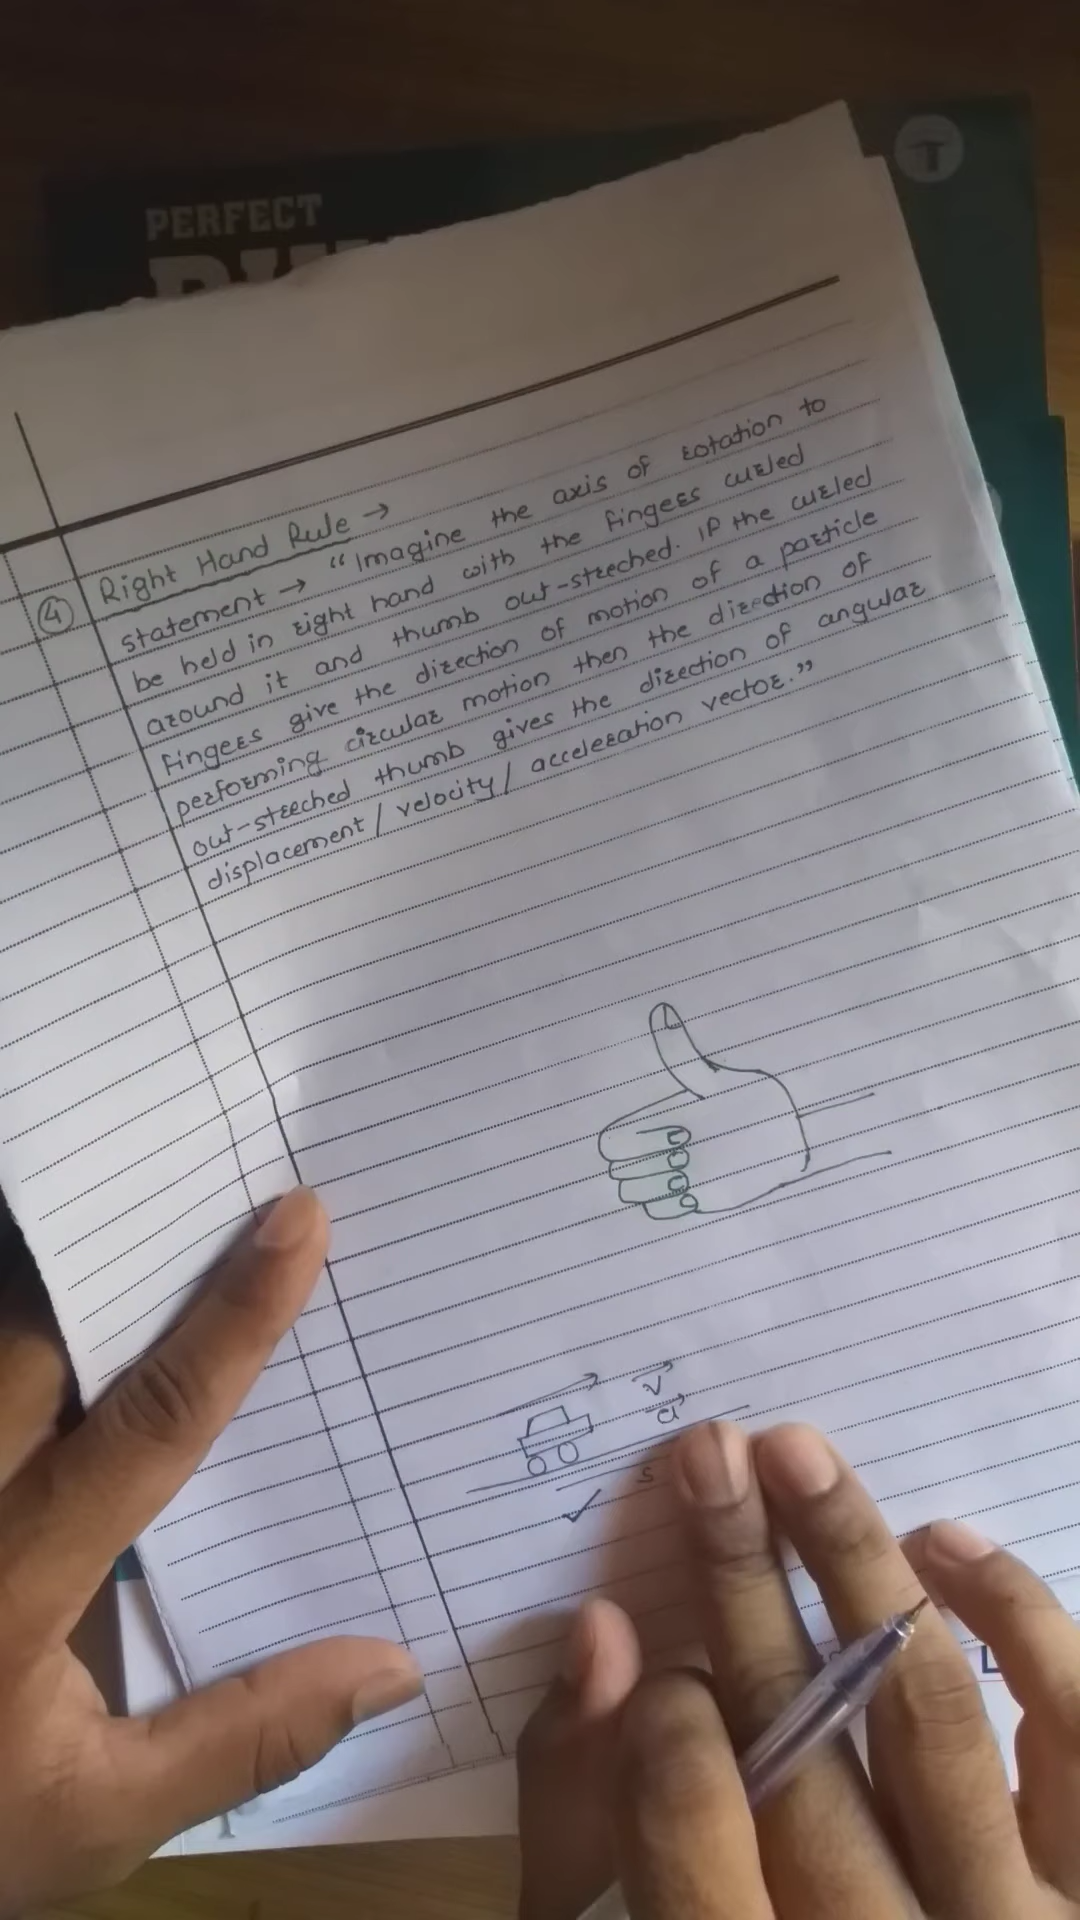 PERFECT
④ Right Hand Rule →
statement → “Imagine the axis of rotation to
be held in right hand with the fingers curled
around it and thumb out-streched. If the curled
fingers give the direction of motion of a particle
performing circular motion then the direction of
out-streched thumb gives the direction of angular
displacement / velocity / acceleration vector.”
v
a
s